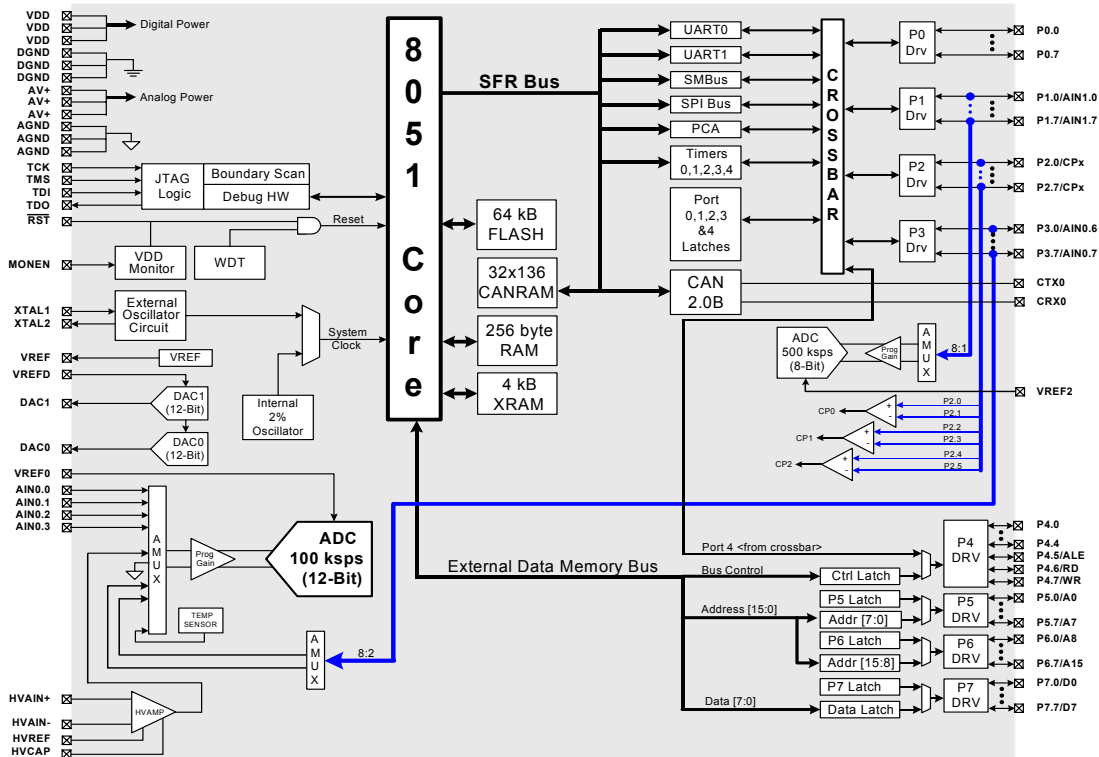 VDD
VDD
VDD
Digital Power
DGND
DGND
DGND
AV+
AV+
AV+
Analog Power
AGND
AGND
AGND
TCK
TMS
TDI
TDO
RST
MONEN
XTAL1
XTAL2
VREF
VREFD
DAC1
DAC0
VREF0
AIN0.0
AIN0.1
AIN0.2
AIN0.3
HVAIN+
HVAIN-
HVREF
HVCAP
JTAG
Logic
Boundary Scan
Debug HW
Reset
VDD
Monitor
WDT
External
Oscillator
Circuit
System
Clock
VREF
DAC1
(12-Bit)
DAC0
(12-Bit)
Internal
2%
Oscillator
AMUX
Prog
Gain
ADC
100 ksps
(12-Bit)
TEMP
SENSOR
HVAMP
AMUX
8:2
8051 Core
SFR Bus
64 kB
FLASH
32x136
CANRAM
256 byte
RAM
4 kB
XRAM
External Data Memory Bus
UART0
UART1
SMBus
SPI Bus
PCA
Timers
0,1,2,3,4
Port
0,1,2,3
&4
Latches
CAN
2.0B
CROSSBAR
P0
Drv
P1
Drv
P2
Drv
P3
Drv
P0.0
P0.7
P1.0/AIN1.0
P1.7/AIN1.7
P2.0/CPx
P2.7/CPx
P3.0/AIN0.6
P3.7/AIN0.7
CTX0
CRX0
VREF2
ADC
500 ksps
(8-Bit)
Prog
Gain
AMUX
8:1
CP0
+
-
P2.0
P2.1
CP1
+
-
P2.2
P2.3
CP2
+
-
P2.4
P2.5
Port 4 <from crossbar>
Bus Control
Ctrl Latch
Address [15:0]
P5 Latch
Addr [7:0]
P6 Latch
Addr [15:8]
P7 Latch
Data [7:0]
Data Latch
P4
DRV
P5
DRV
P6
DRV
P7
DRV
P4.0
P4.4
P4.5/ALE
P4.6/RD
P4.7/WR
P5.0/A0
P5.7/A7
P6.0/A8
P6.7/A15
P7.0/D0
P7.7/D7